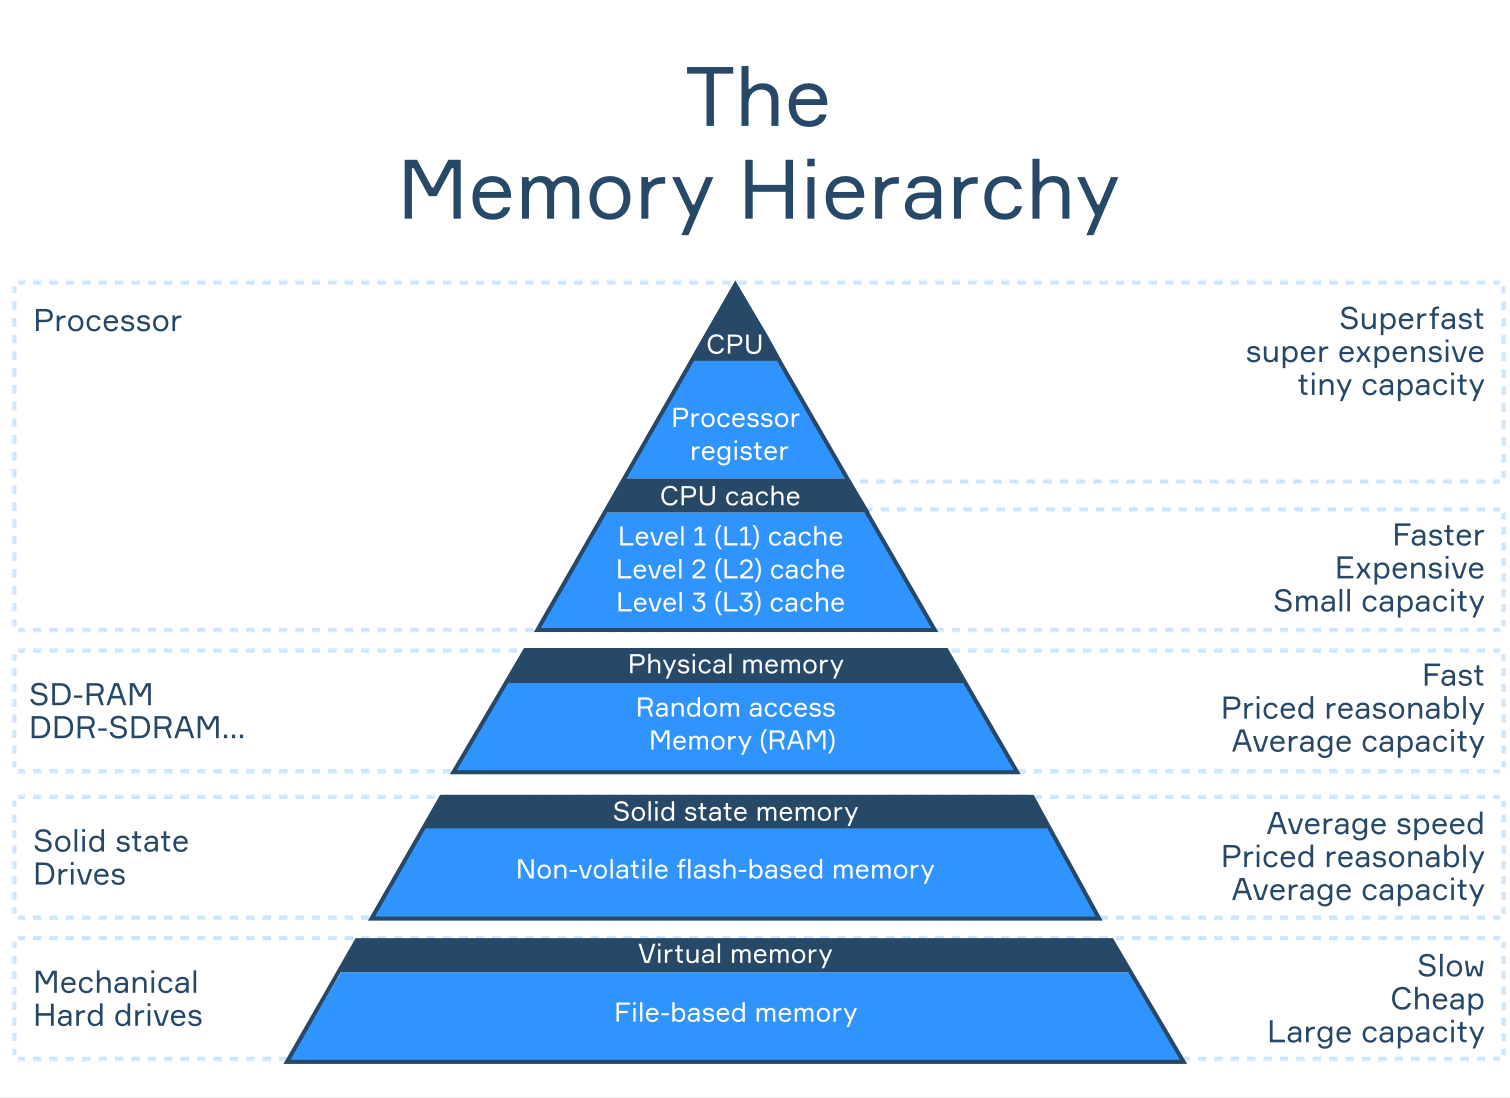 The
Memory Hierarchy
Processor
CPU
Processor
register
Superfast
super expensive
tiny capacity
CPU cache
Level 1 (L1) cache
Level 2 (L2) cache
Level 3 (L3) cache
Faster
Expensive
Small capacity
SD-RAM
DDR-SDRAM...
Physical memory
Random access
Memory (RAM)
Fast
Priced reasonably
Average capacity
Solid state
Drives
Solid state memory
Non-volatile flash-based memory
Average speed
Priced reasonably
Average capacity
Mechanical
Hard drives
Virtual memory
File-based memory
Slow
Cheap
Large capacity